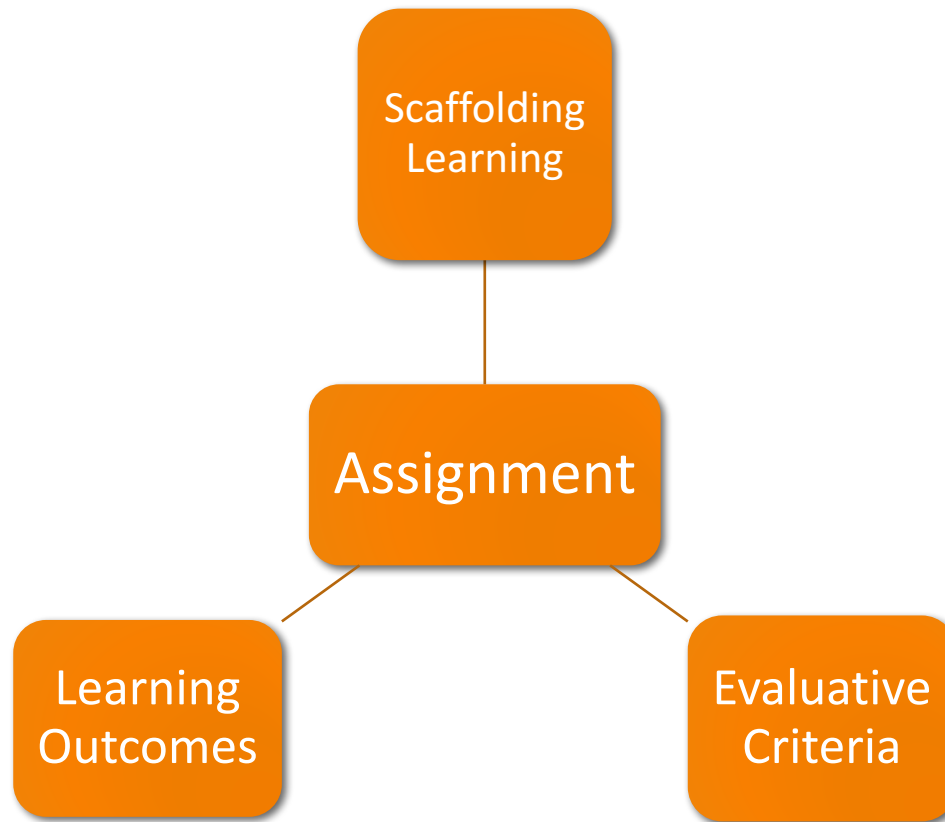 Scaffolding
Learning
Assignment
Learning
Outcomes
Evaluative
Criteria